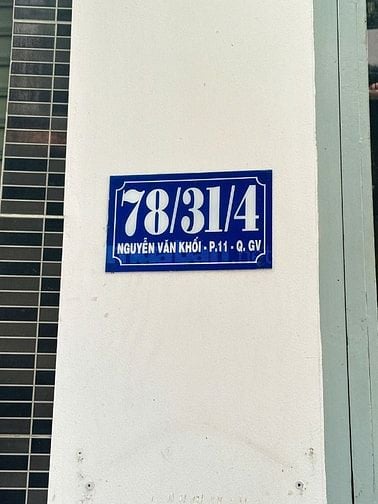 78/31/4
NGUYỄN VĂN KHỐI - P.11 - Q. GV